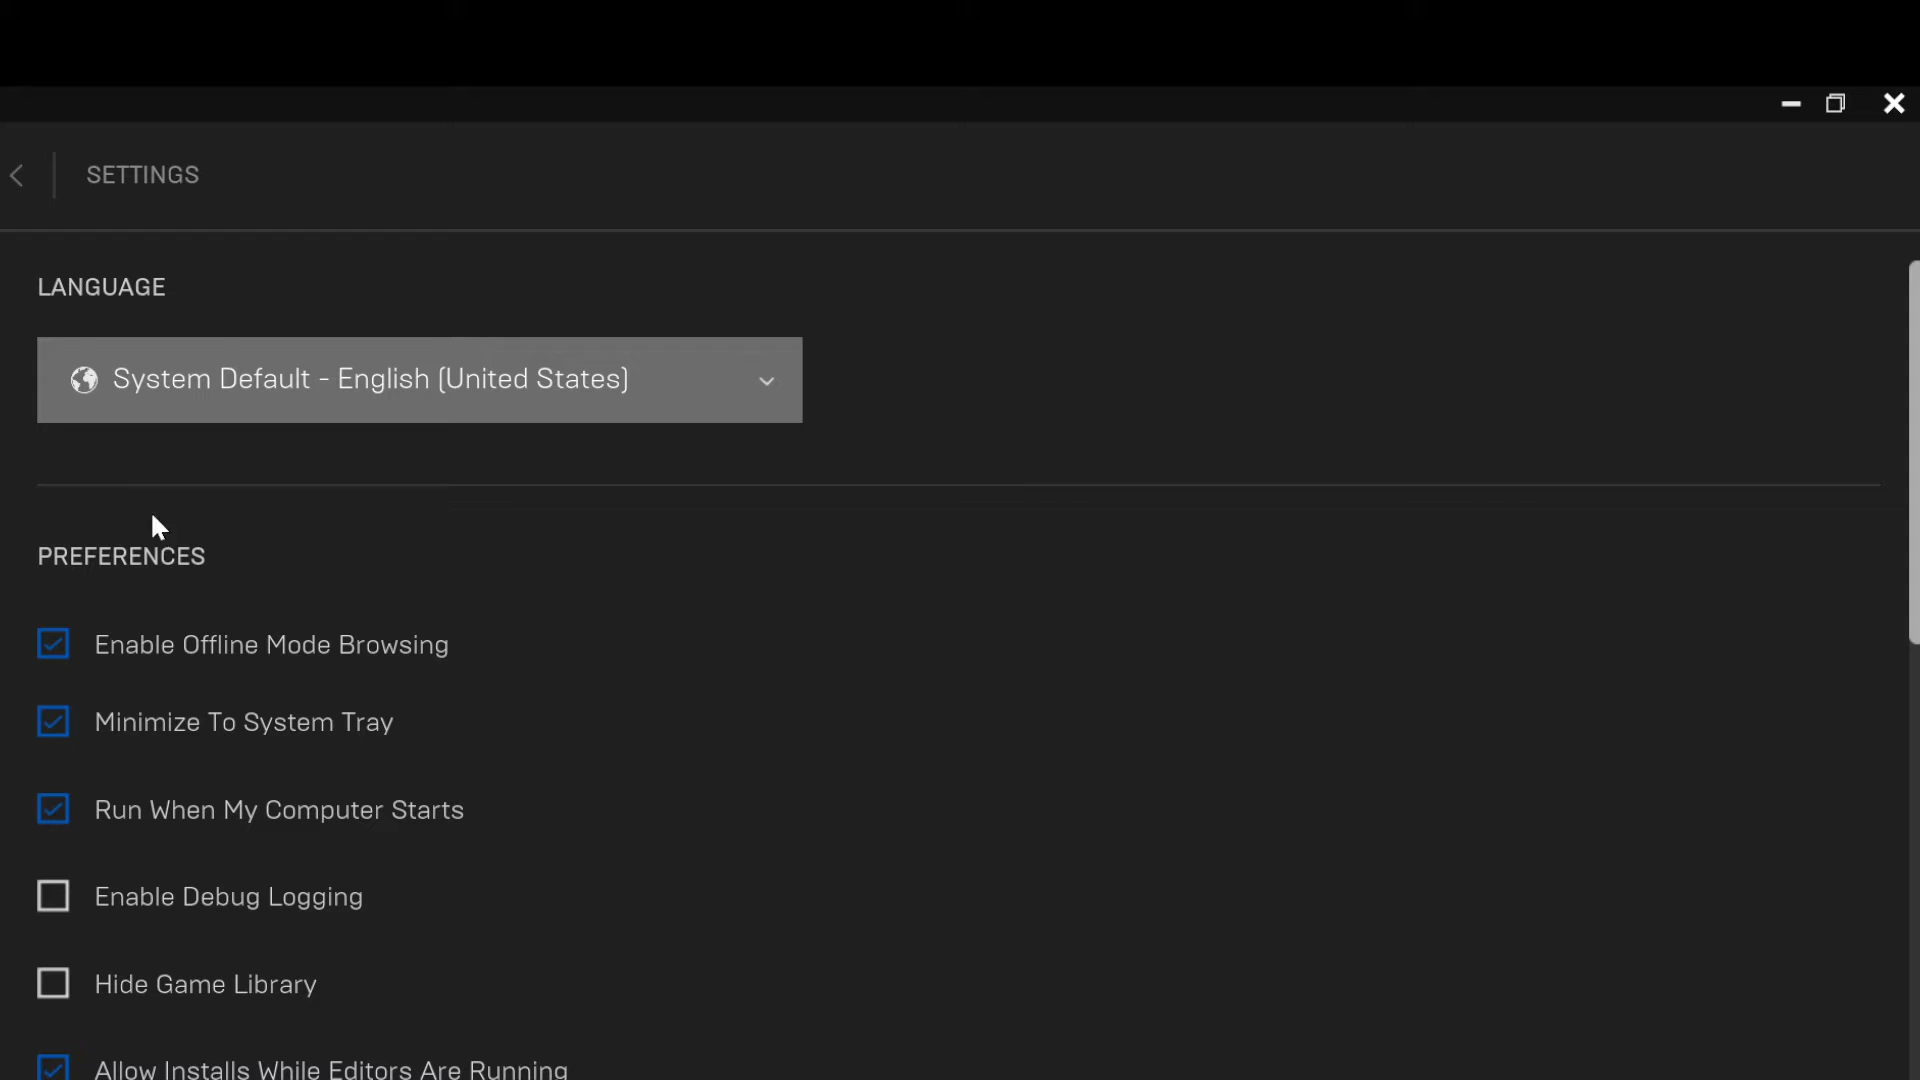 SETTINGS
LANGUAGE
System Default - English (United States)
PREFERENCES
Enable Offline Mode Browsing
Minimize To System Tray
Run When My Computer Starts
Enable Debug Logging
Hide Game Library
Allow Installs While Editors Are Running